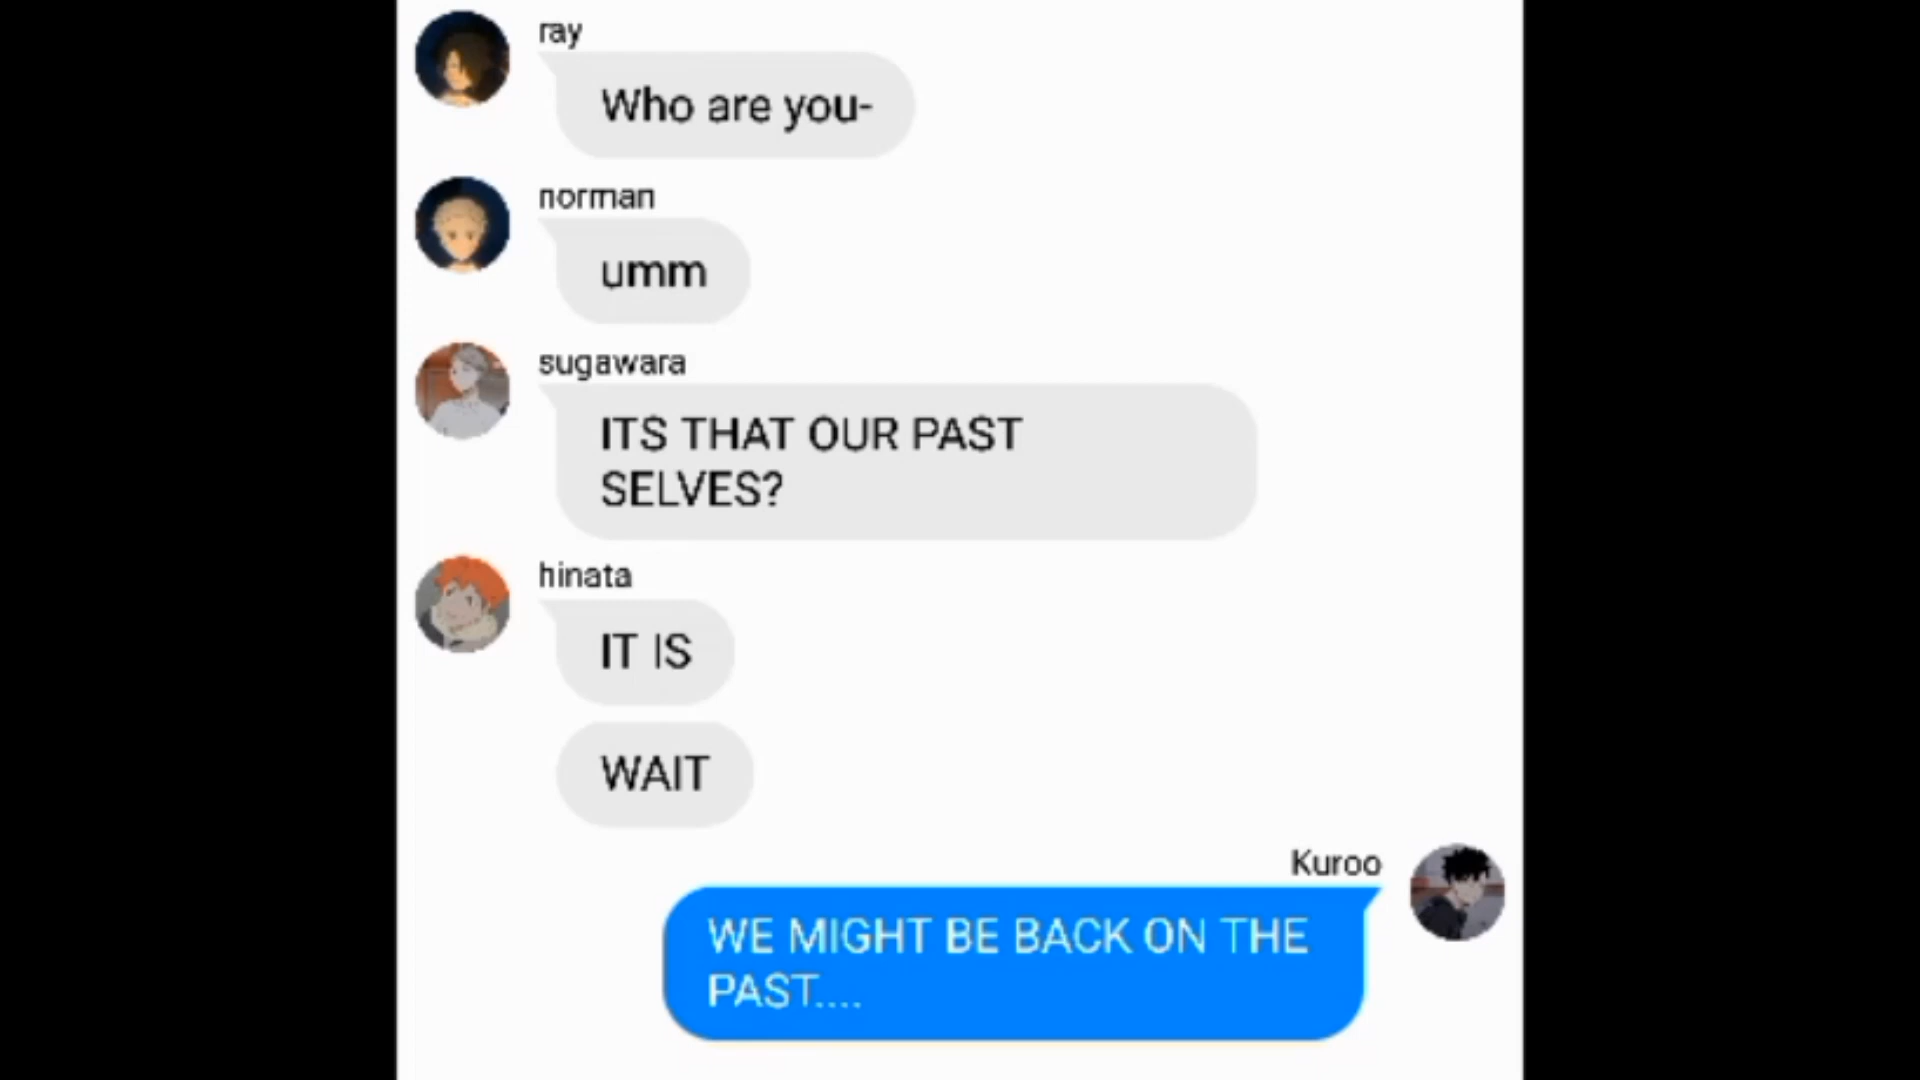 ray
Who are you-
norman
umm
sugawara
ITS THAT OUR PAST
SELVES?
hinata
IT IS
WAIT
Kuroo
WE MIGHT BE BACK ON THE
PAST....